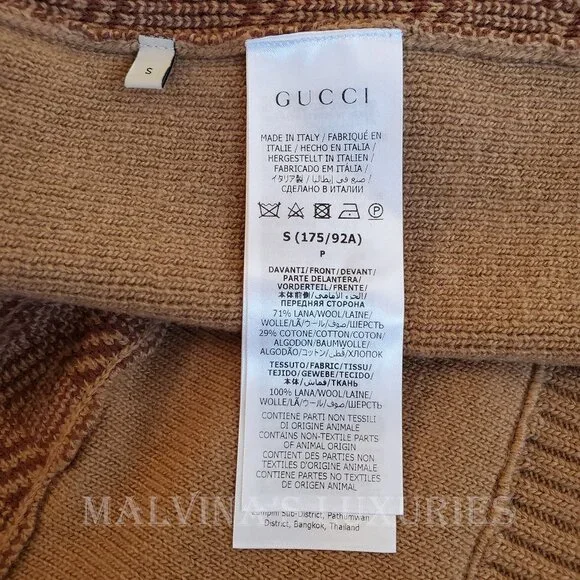 S
GUCCI
MADE IN ITALY / FABRIQUÉ EN
ITALIE / HECHO EN ITALIA /
HERGESTELLT IN ITALIEN /
FABRICADO EM ITÁLIA /
イタリア製 / صنع في إيطاليا /
СДЕЛАНО В ИТАЛИИ
S (175/92A)
P
DAVANTI/FRONT/DEVANT/
PARTE DELANTERA/
VORDERTEIL/FRENTE/
本体前側/الجزء الأمامي/
ПЕРЕДНЯЯ СТОРОНА
71% LANA/WOOL/LAINE/
WOLLE/LÃ/ウール/صوف/ШЕРСТЬ
29% COTONE/COTTON/COTON/
ALGODON/BAUMWOLLE/
ALGODÃO/コットン/قطن/ХЛОПОК
TESSUTO/FABRIC/TISSU/
TEJIDO/GEWEBE/TECIDO/
本体/قماش/ТКАНЬ
100% LANA/WOOL/LAINE/
WOLLE/LÃ/ウール/صوف/ШЕРСТЬ
CONTIENE PARTI NON TESSILI
DI ORIGINE ANIMALE
CONTAINS NON-TEXTILE PARTS
OF ANIMAL ORIGIN
CONTIENT DES PARTIES NON
TEXTILES D'ORIGINE ANIMALE
CONTIENE PARTES NO
TEXTILES DE ORIGEN ANIMAL
MALVINA'S LUXURIES
Lumpini Sub-District, Pathumwan
District, Bangkok, Thailand